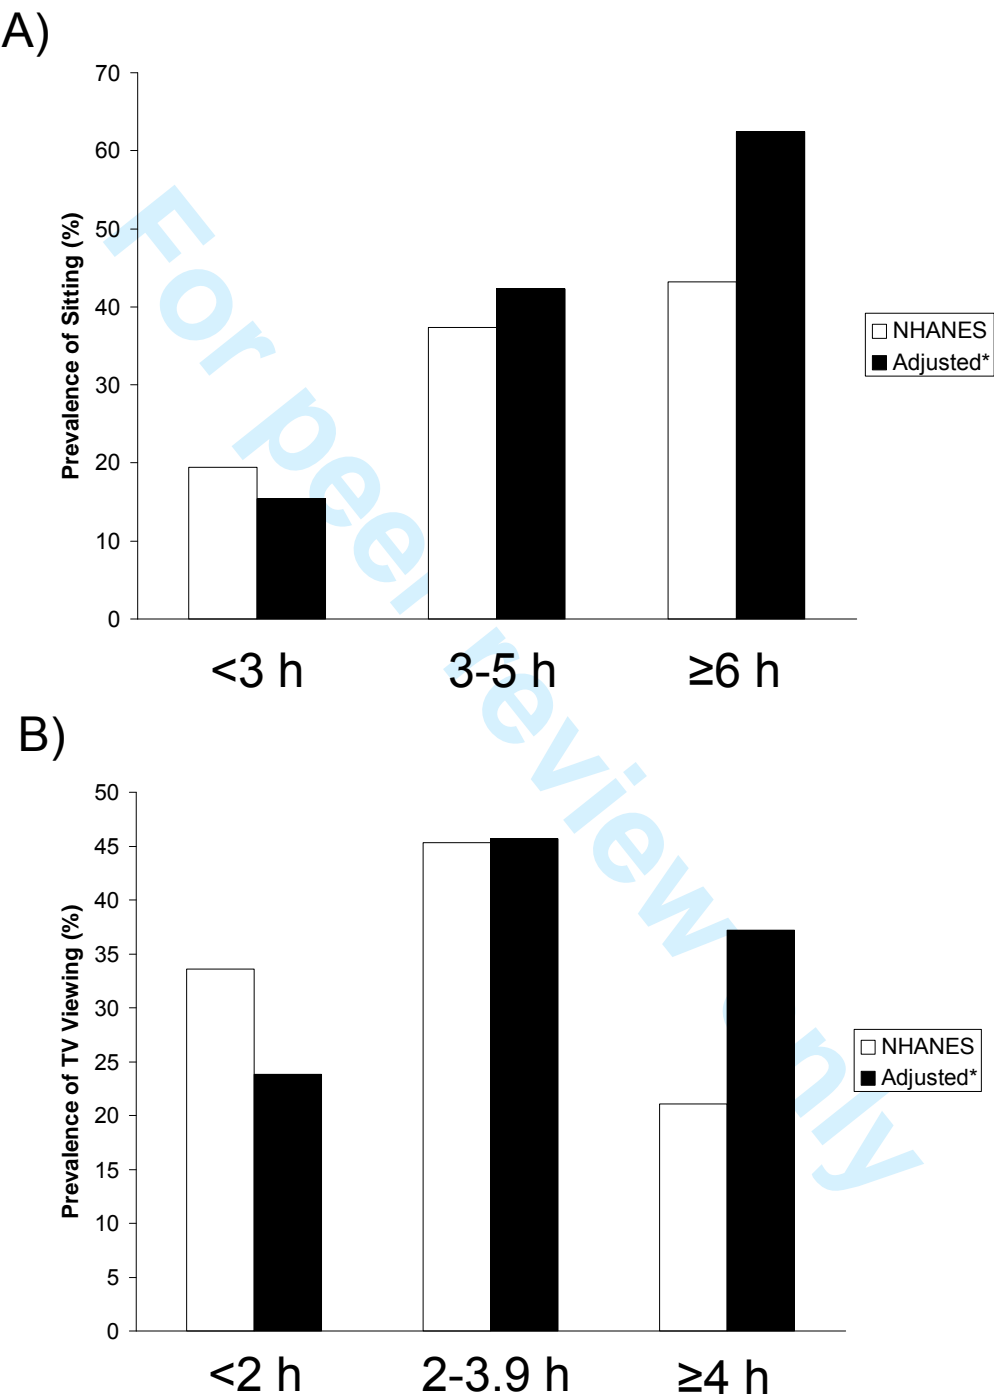 A)
70
60
50
40
30
20
10
0
Prevalence of Sitting (%)
<3 h
3-5 h
≥6 h
NHANES
Adjusted*
B)
50
45
40
35
30
25
20
15
10
5
0
Prevalence of TV Viewing (%)
<2 h
2-3.9 h
≥4 h
NHANES
Adjusted*
For peer review only